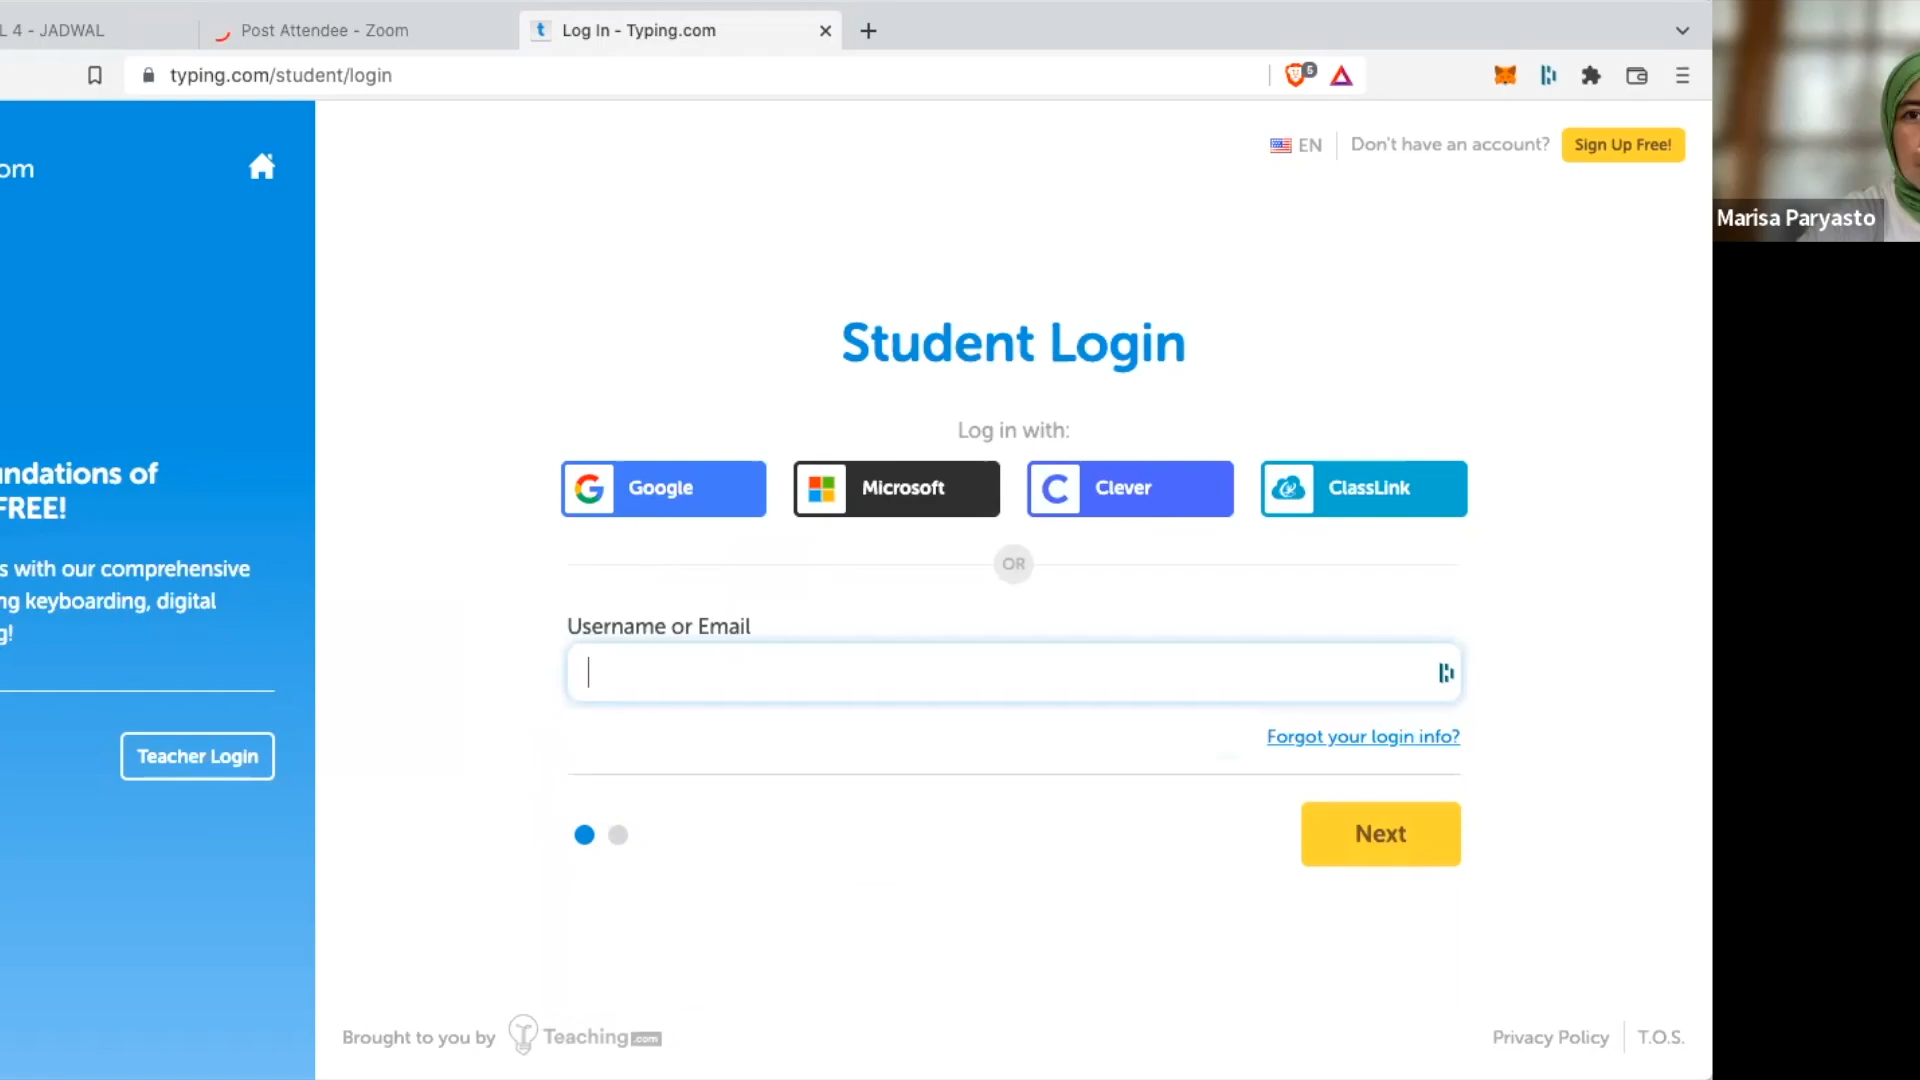 L 4 - JADWAL
Post Attendee - Zoom
t
Log In - Typing.com
typing.com/student/login
5
om
EN
Don't have an account?
Sign Up Free!
Marisa Paryasto
Student Login
Log in with:
Google
Microsoft
Clever
ClassLink
OR
undations of
FREE!
s with our comprehensive
ng keyboarding, digital
g!
Teacher Login
Username or Email
Forgot your login info?
Next
Brought to you by Teaching.com
Privacy Policy
T.O.S.